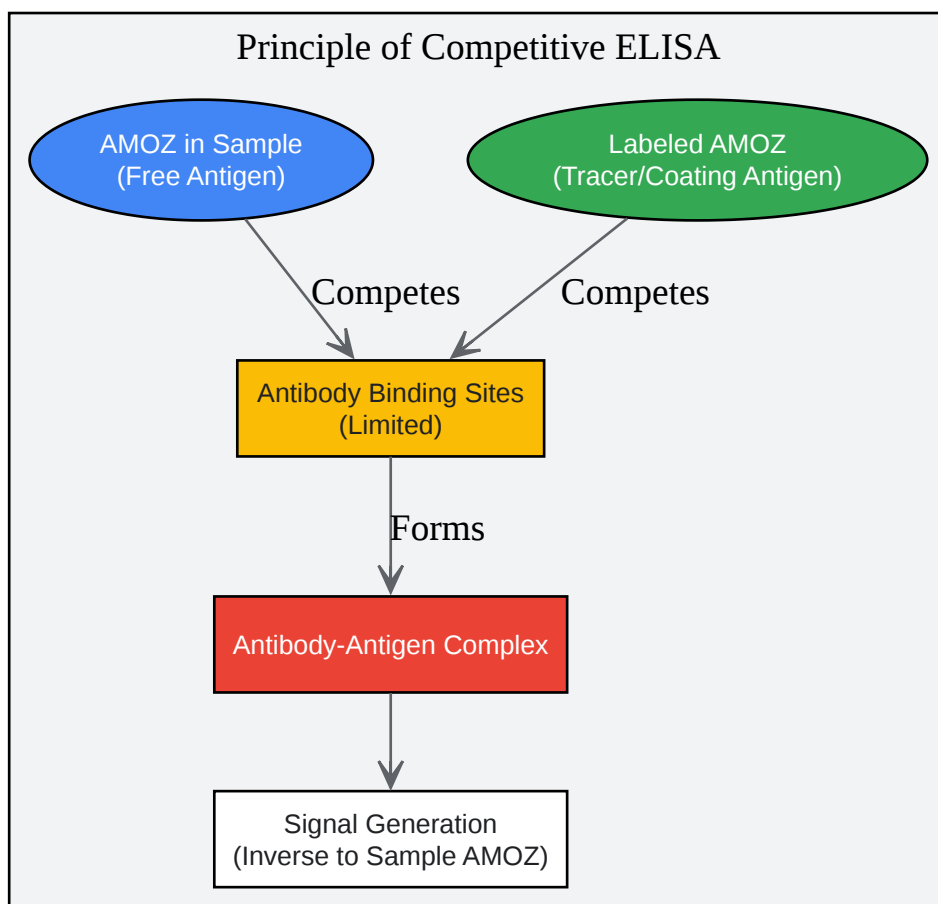 Principle of Competitive ELISA
AMOZ in Sample
(Free Antigen)
Labeled AMOZ
(Tracer/Coating Antigen)
Competes
Competes
Antibody Binding Sites
(Limited)
Forms
Antibody-Antigen Complex
Signal Generation
(Inverse to Sample AMOZ)